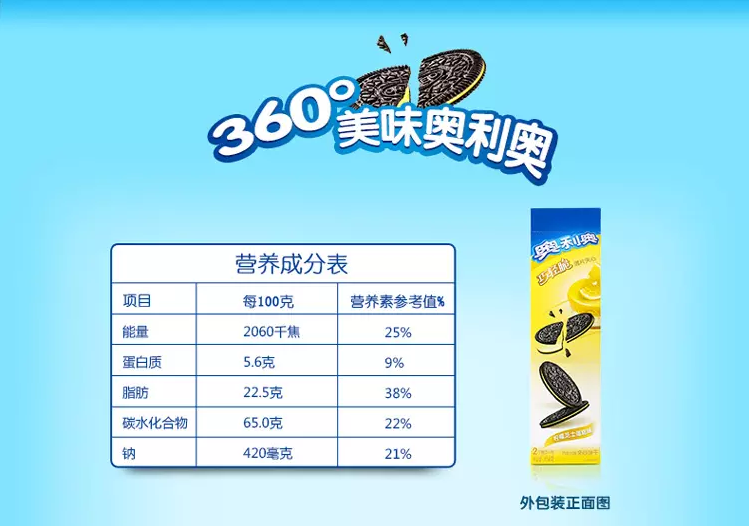 360°美味奥利奥
营养成分表
项目 每100克 营养素参考值%
能量 2060千焦 25%
蛋白质 5.6克 9%
脂肪 22.5克 38%
碳水化合物 65.0克 22%
钠 420毫克 21%
奥利奥
巧轻脆
外包装正面图